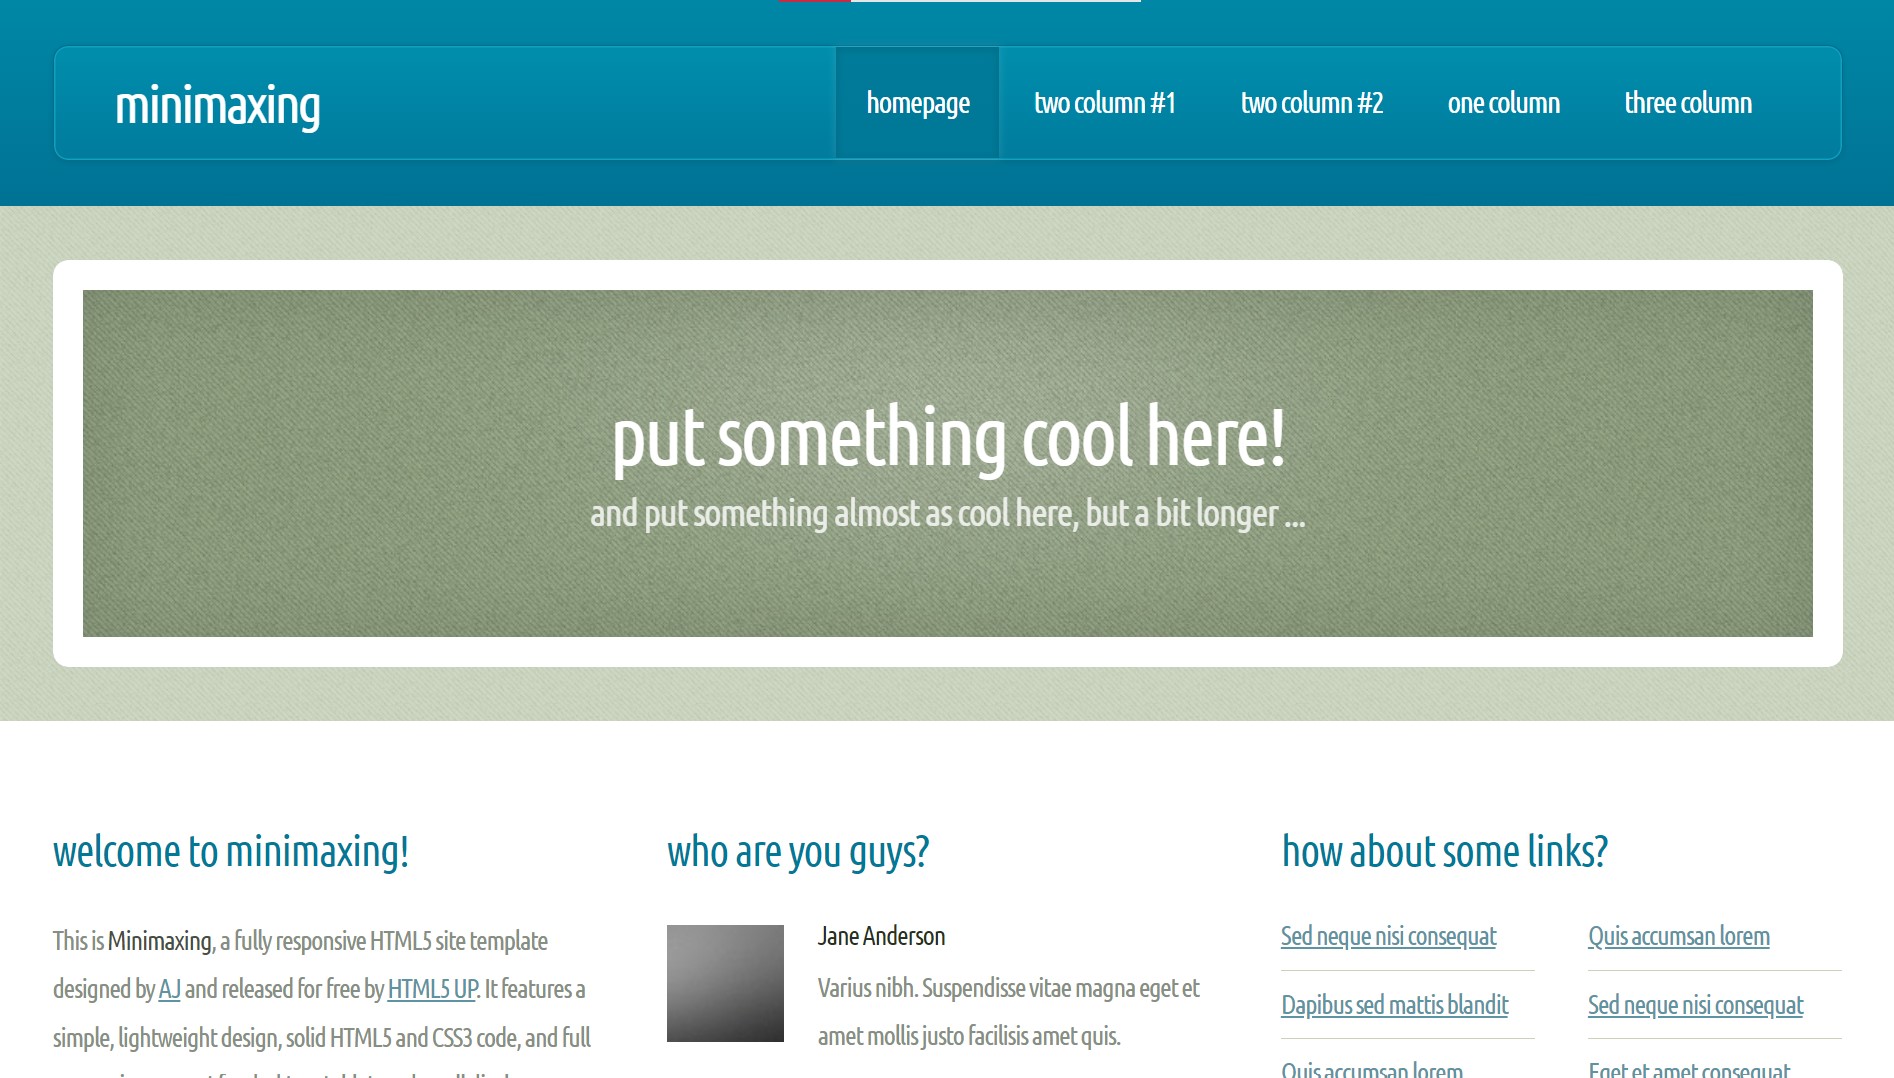 minimaxing
homepage
two column #1
two column #2
one column
three column
put something cool here!
and put something almost as cool here, but a bit longer ...
welcome to minimaxing!
This is Minimaxing, a fully responsive HTML5 site template
designed by AJ and released for free by HTML5 UP. It features a
simple, lightweight design, solid HTML5 and CSS3 code, and full
who are you guys?
Jane Anderson
Varius nibh. Suspendisse vitae magna eget et
amet mollis justo facilisis amet quis.
how about some links?
Sed neque nisi consequat
Dapibus sed mattis blandit
Quis accumsan lorem
Quis accumsan lorem
Sed neque nisi consequat
Eget et amet consequat